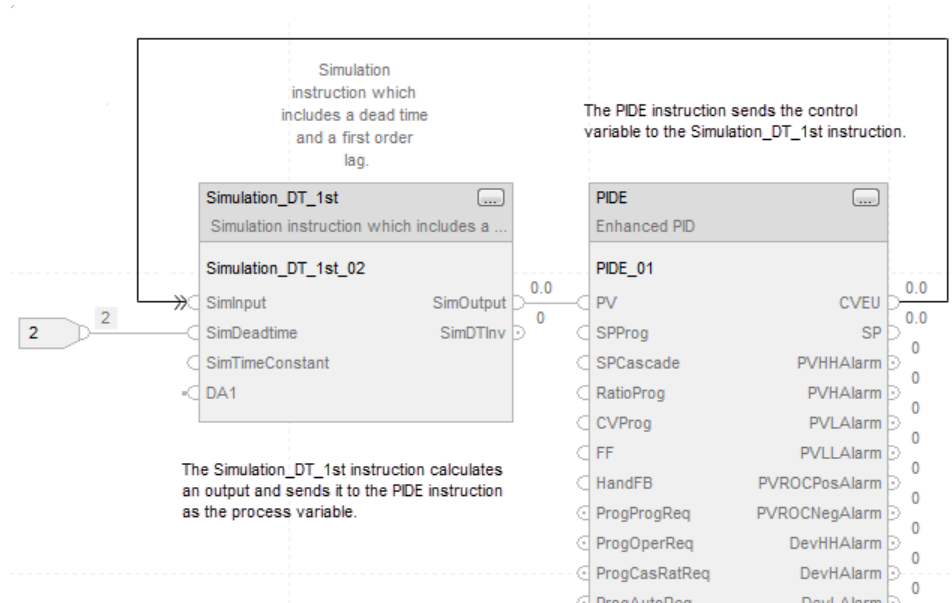 Simulation
instruction which
includes a dead time
and a first order
lag.
The PIDE instruction sends the control
variable to the Simulation_DT_1st instruction.
Simulation_DT_1st
...
Simulation instruction which includes a ...
Simulation_DT_1st_02
SimInput
SimOutput
0.0
2
2
SimDeadtime
SimDTInv
0
SimTimeConstant
DA1
The Simulation_DT_1st instruction calculates
an output and sends it to the PIDE instruction
as the process variable.
PIDE
...
Enhanced PID
PIDE_01
PV
CVEU
0.0
SPProg
SP
0.0
SPCascade
PVHHAlarm
0
RatioProg
PVHAlarm
0
CVProg
PVLAlarm
0
FF
PVLLAlarm
0
HandFB
PVROCPosAlarm
0
ProgProgReq
PVROCNegAlarm
0
ProgOperReq
DevHHAlarm
0
ProgCasRatReq
DevHAlarm
0
ProgAutoReq
DevLAlarm
0